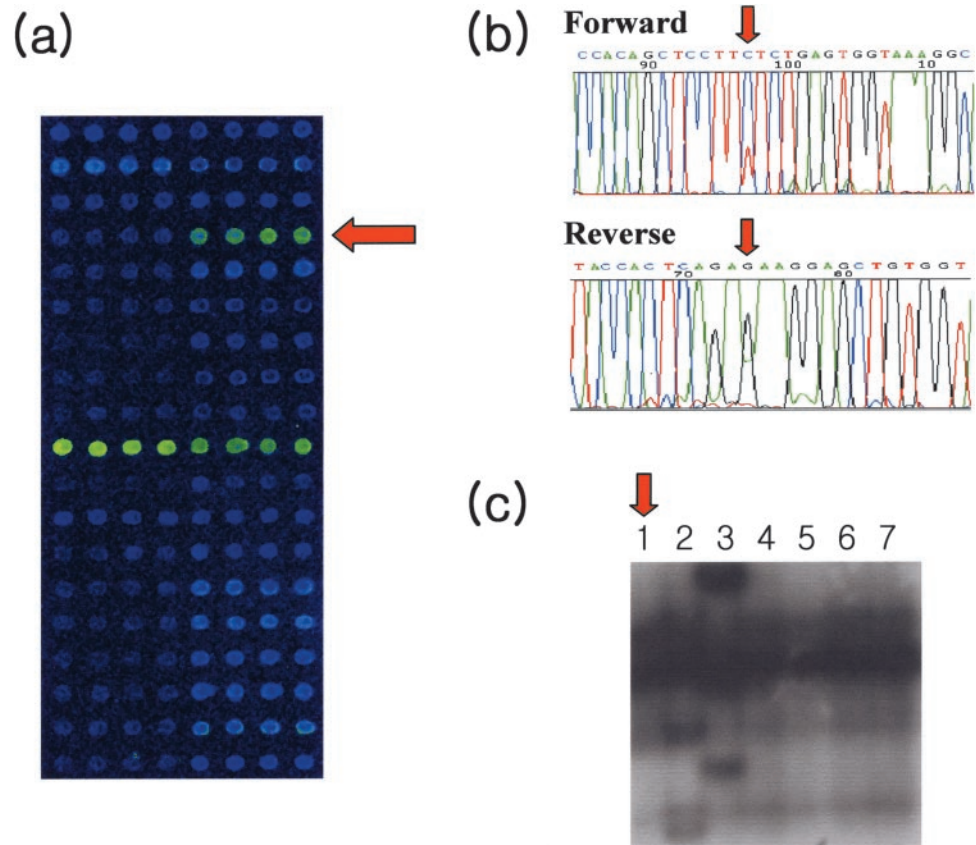 (a)
(b)
Forward
CCACAGCTCCTTCTCTGAGTGGTAAAGGC
90 100 10
Reverse
TACCACTCAGAGAAGGAGCTGTGGT
70 60
(c)
1 2 3 4 5 6 7